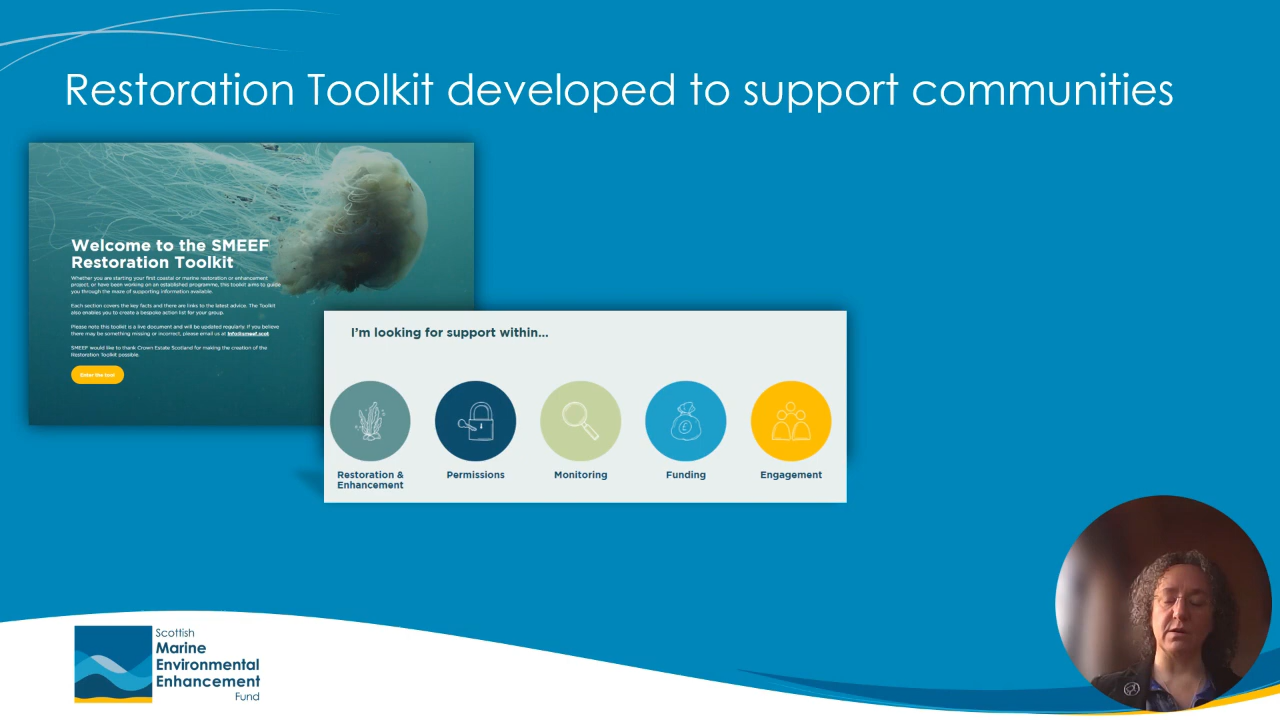 Restoration Toolkit developed to support communities
Welcome to the SMEEF
Restoration Toolkit
Whether you are starting your first coastal or marine restoration or enhancement
project, or have been working on an established programme, this toolkit aims to guide
you through the maze of supporting information available.
Each section covers the key facts and there are links to the latest advice. The Toolkit
also enables you to create a bespoke action list for your group.
Please note this toolkit is a live document and will be updated regularly. If you believe
there may be something missing or incorrect, please email us at info@smeef.scot
SMEEF would like to thank Crown Estate Scotland for making the creation of the
Restoration Toolkit possible.
Enter the tool
I'm looking for support within...
£
Restoration &
Enhancement
Permissions
Monitoring
Funding
Engagement
Scottish
Marine
Environmental
Enhancement
Fund